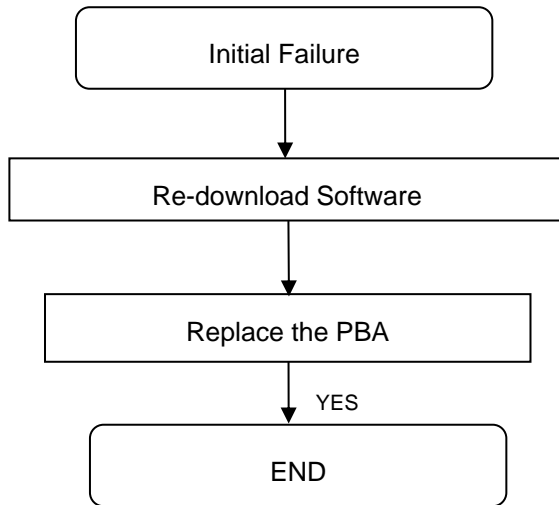 Initial Failure
Re-download Software
Replace the PBA
YES
END